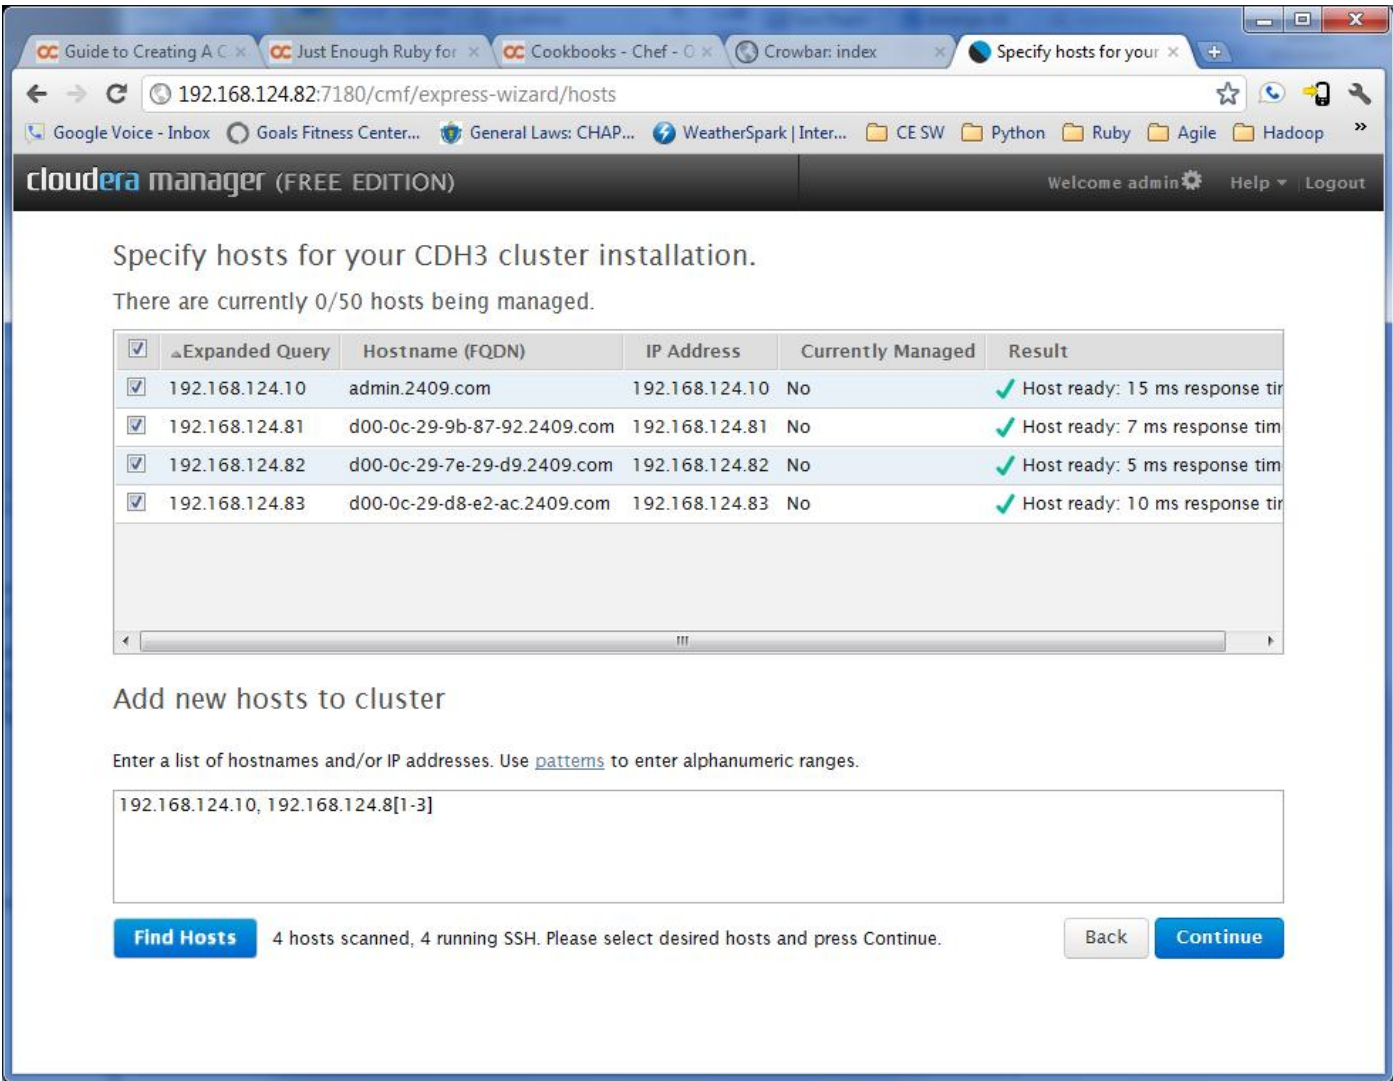 Guide to Creating A C
Just Enough Ruby for
Cookbooks - Chef - O
Crowbar: index
Specify hosts for your
192.168.124.82:7180/cmf/express-wizard/hosts
Google Voice - Inbox Goals Fitness Center... General Laws: CHAP... WeatherSpark | Inter... CE SW Python Ruby Agile Hadoop »
cloudera manager (FREE EDITION) Welcome admin Help Logout
Specify hosts for your CDH3 cluster installation.
There are currently 0/50 hosts being managed.
Expanded Query Hostname (FQDN) IP Address Currently Managed Result
192.168.124.10 admin.2409.com 192.168.124.10 No Host ready: 15 ms response tir
192.168.124.81 d00-0c-29-9b-87-92.2409.com 192.168.124.81 No Host ready: 7 ms response tim
192.168.124.82 d00-0c-29-7e-29-d9.2409.com 192.168.124.82 No Host ready: 5 ms response tim
192.168.124.83 d00-0c-29-d8-e2-ac.2409.com 192.168.124.83 No Host ready: 10 ms response tir
Add new hosts to cluster
Enter a list of hostnames and/or IP addresses. Use patterns to enter alphanumeric ranges.
192.168.124.10, 192.168.124.8[1-3]
Find Hosts 4 hosts scanned, 4 running SSH. Please select desired hosts and press Continue. Back Continue